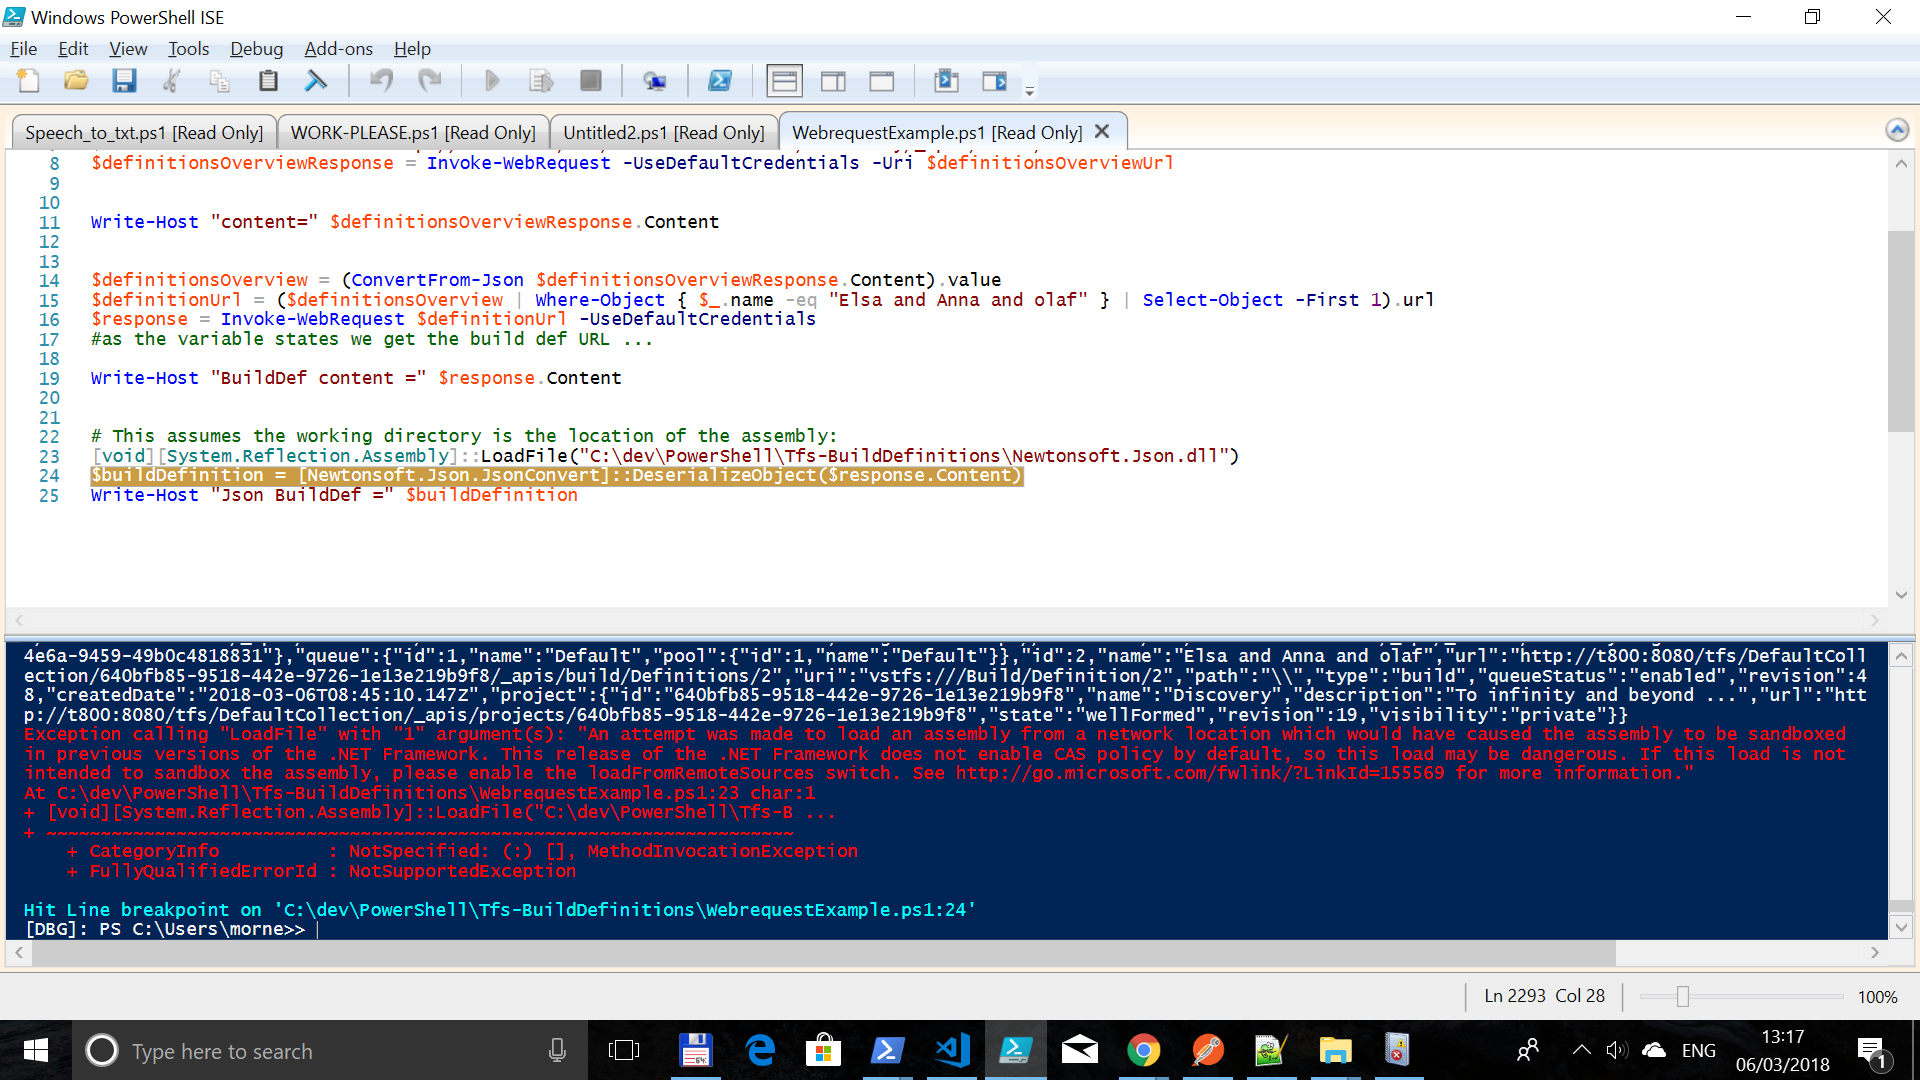 Windows PowerShell ISE
File Edit View Tools Debug Add-ons Help
Speech_to_txt.ps1 [Read Only] WORK-PLEASE.ps1 [Read Only] Untitled2.ps1 [Read Only] WebrequestExample.ps1 [Read Only]
8 $definitionsOverviewResponse = Invoke-WebRequest -UseDefaultCredentials -Uri $definitionsOverviewUrl
9
10
11 Write-Host "content=" $definitionsOverviewResponse.Content
12
13
14 $definitionsOverview = (ConvertFrom-Json $definitionsOverviewResponse.Content).value
15 $definitionUrl = ($definitionsOverview | Where-Object { $_.name -eq "Elsa and Anna and olaf" } | Select-Object -First 1).url
16 $response = Invoke-WebRequest $definitionUrl -UseDefaultCredentials
17 #as the variable states we get the build def URL ...
18
19 Write-Host "BuildDef content =" $response.Content
20
21
22 # This assumes the working directory is the location of the assembly:
23 [void][System.Reflection.Assembly]::LoadFile("C:\dev\PowerShell\Tfs-BuildDefinitions\Newtonsoft.Json.dll")
24 $buildDefinition = [Newtonsoft.Json.JsonConvert]::DeserializeObject($response.Content)
25 Write-Host "Json BuildDef =" $buildDefinition
4e6a-9459-49b0c4818831"},"queue":{"id":1,"name":"Default","pool":{"id":1,"name":"Default"}},"id":2,"name":"Elsa and Anna and olaf","url":"http://t800:8080/tfs/DefaultColl
ection/640bfb85-9518-442e-9726-1e13e219b9f8/_apis/build/Definitions/2","uri":"vstfs:///Build/Definition/2","path":"\\","type":"build","queueStatus":"enabled","revision":4
8,"createdDate":"2018-03-06T08:45:10.147Z","project":{"id":"640bfb85-9518-442e-9726-1e13e219b9f8","name":"Discovery","description":"To infinity and beyond ...","url":"htt
p://t800:8080/tfs/DefaultCollection/_apis/projects/640bfb85-9518-442e-9726-1e13e219b9f8","state":"wellFormed","revision":19,"visibility":"private"}}
Exception calling "LoadFile" with "1" argument(s): "An attempt was made to load an assembly from a network location which would have caused the assembly to be sandboxed
in previous versions of the .NET Framework. This release of the .NET Framework does not enable CAS policy by default, so this load may be dangerous. If this load is not
intended to sandbox the assembly, please enable the loadFromRemoteSources switch. See http://go.microsoft.com/fwlink/?LinkId=155569 for more information."
At C:\dev\PowerShell\Tfs-BuildDefinitions\WebrequestExample.ps1:23 char:1
+ [void][System.Reflection.Assembly]::LoadFile("C:\dev\PowerShell\Tfs-B ...
+ ~~~~~~~~~~~~~~~~~~~~~~~~~~~~~~~~~~~~~~~~~~~~~~~~~~~~~~~~~~~~~~~~~~~~~
+ CategoryInfo : NotSpecified: (:) [], MethodInvocationException
+ FullyQualifiedErrorId : NotSupportedException
Hit Line breakpoint on 'C:\dev\PowerShell\Tfs-BuildDefinitions\WebrequestExample.ps1:24'
[DBG]: PS C:\Users\morne>>
Ln 2293 Col 28 100%
Type here to search
ENG
13:17
06/03/2018
1